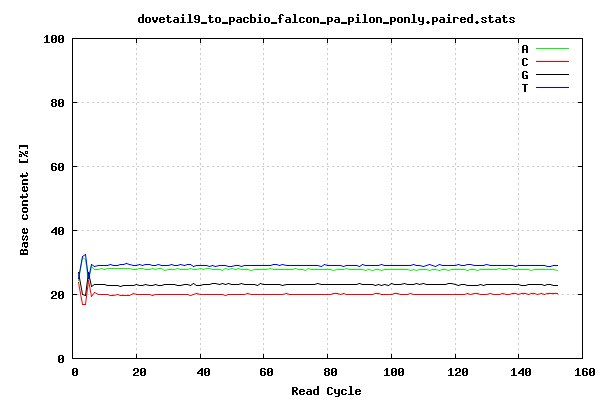 dovetail9_to_pacbio_falcon_pa_pilon_ponly.paired.stats
100
80
60
40
20
0
Base content [%]
A
C
G
T
0 20 40 60 80 100 120 140 160
Read Cycle